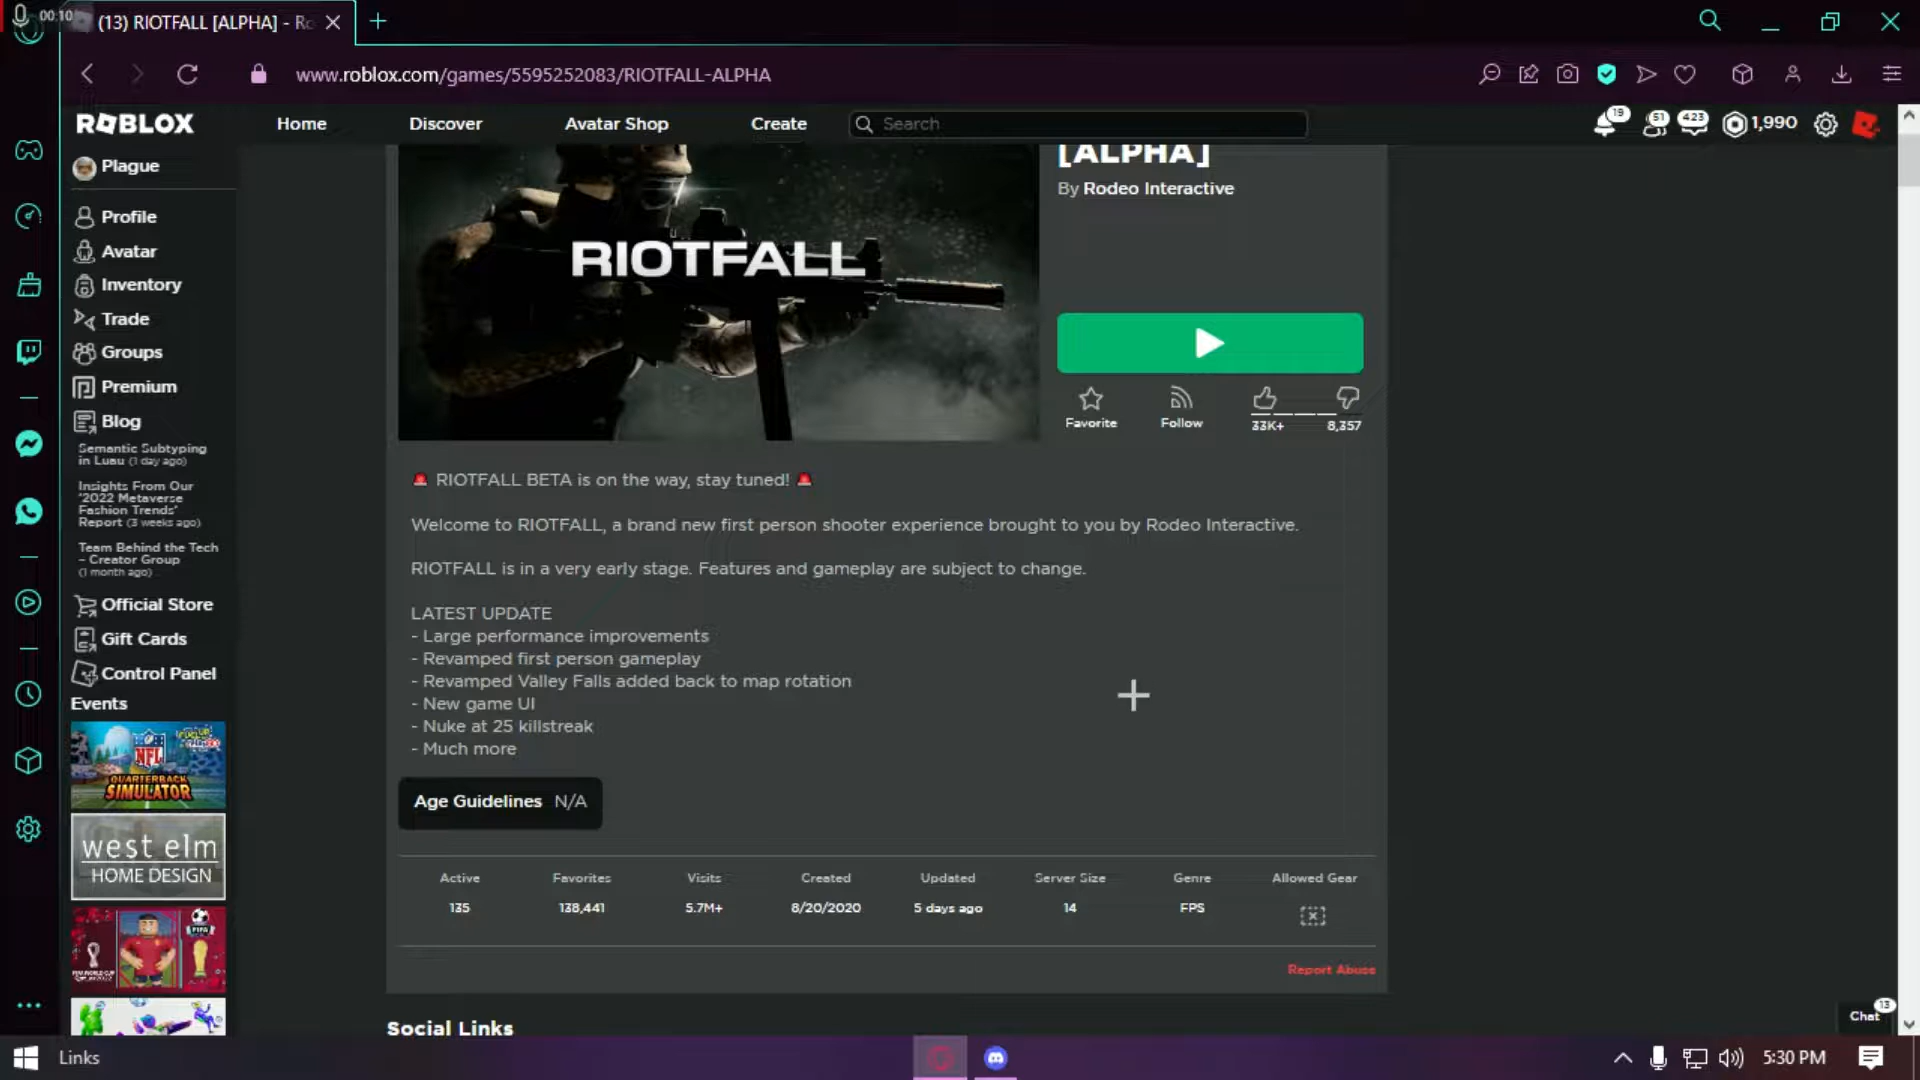 00:10
(13) RIOTFALL [ALPHA] - Ro
www.roblox.com/games/5595252083/RIOTFALL-ALPHA
ROBLOX
Home
Discover
Avatar Shop
Create
Search
19
51
423
1,990
Plague
Profile
Avatar
Inventory
Trade
Groups
Premium
Blog
Semantic Subtyping
in Luau (1 day ago)
Insights From Our
"2022 Metaverse
Fashion Trends"
Report (3 weeks ago)
Team Behind the Tech
- Creator Group
(1 month ago)
Official Store
Gift Cards
Control Panel
Events
NFL
QUARTERBACK
SIMULATOR
west elm
HOME DESIGN
FIFA
RIOTFALL
[ALPHA]
By Rodeo Interactive
Favorite
Follow
33K+
8,357
RIOTFALL BETA is on the way, stay tuned!
Welcome to RIOTFALL, a brand new first person shooter experience brought to you by Rodeo Interactive.
RIOTFALL is in a very early stage. Features and gameplay are subject to change.
LATEST UPDATE
- Large performance improvements
- Revamped first person gameplay
- Revamped Valley Falls added back to map rotation
- New game UI
- Nuke at 25 killstreak
- Much more
Age Guidelines N/A
Active Favorites Visits Created Updated Server Size Genre Allowed Gear
135 138,441 5.7M+ 8/20/2020 5 days ago 14 FPS
Report Abuse
Social Links
Chat
13
Links
5:30 PM